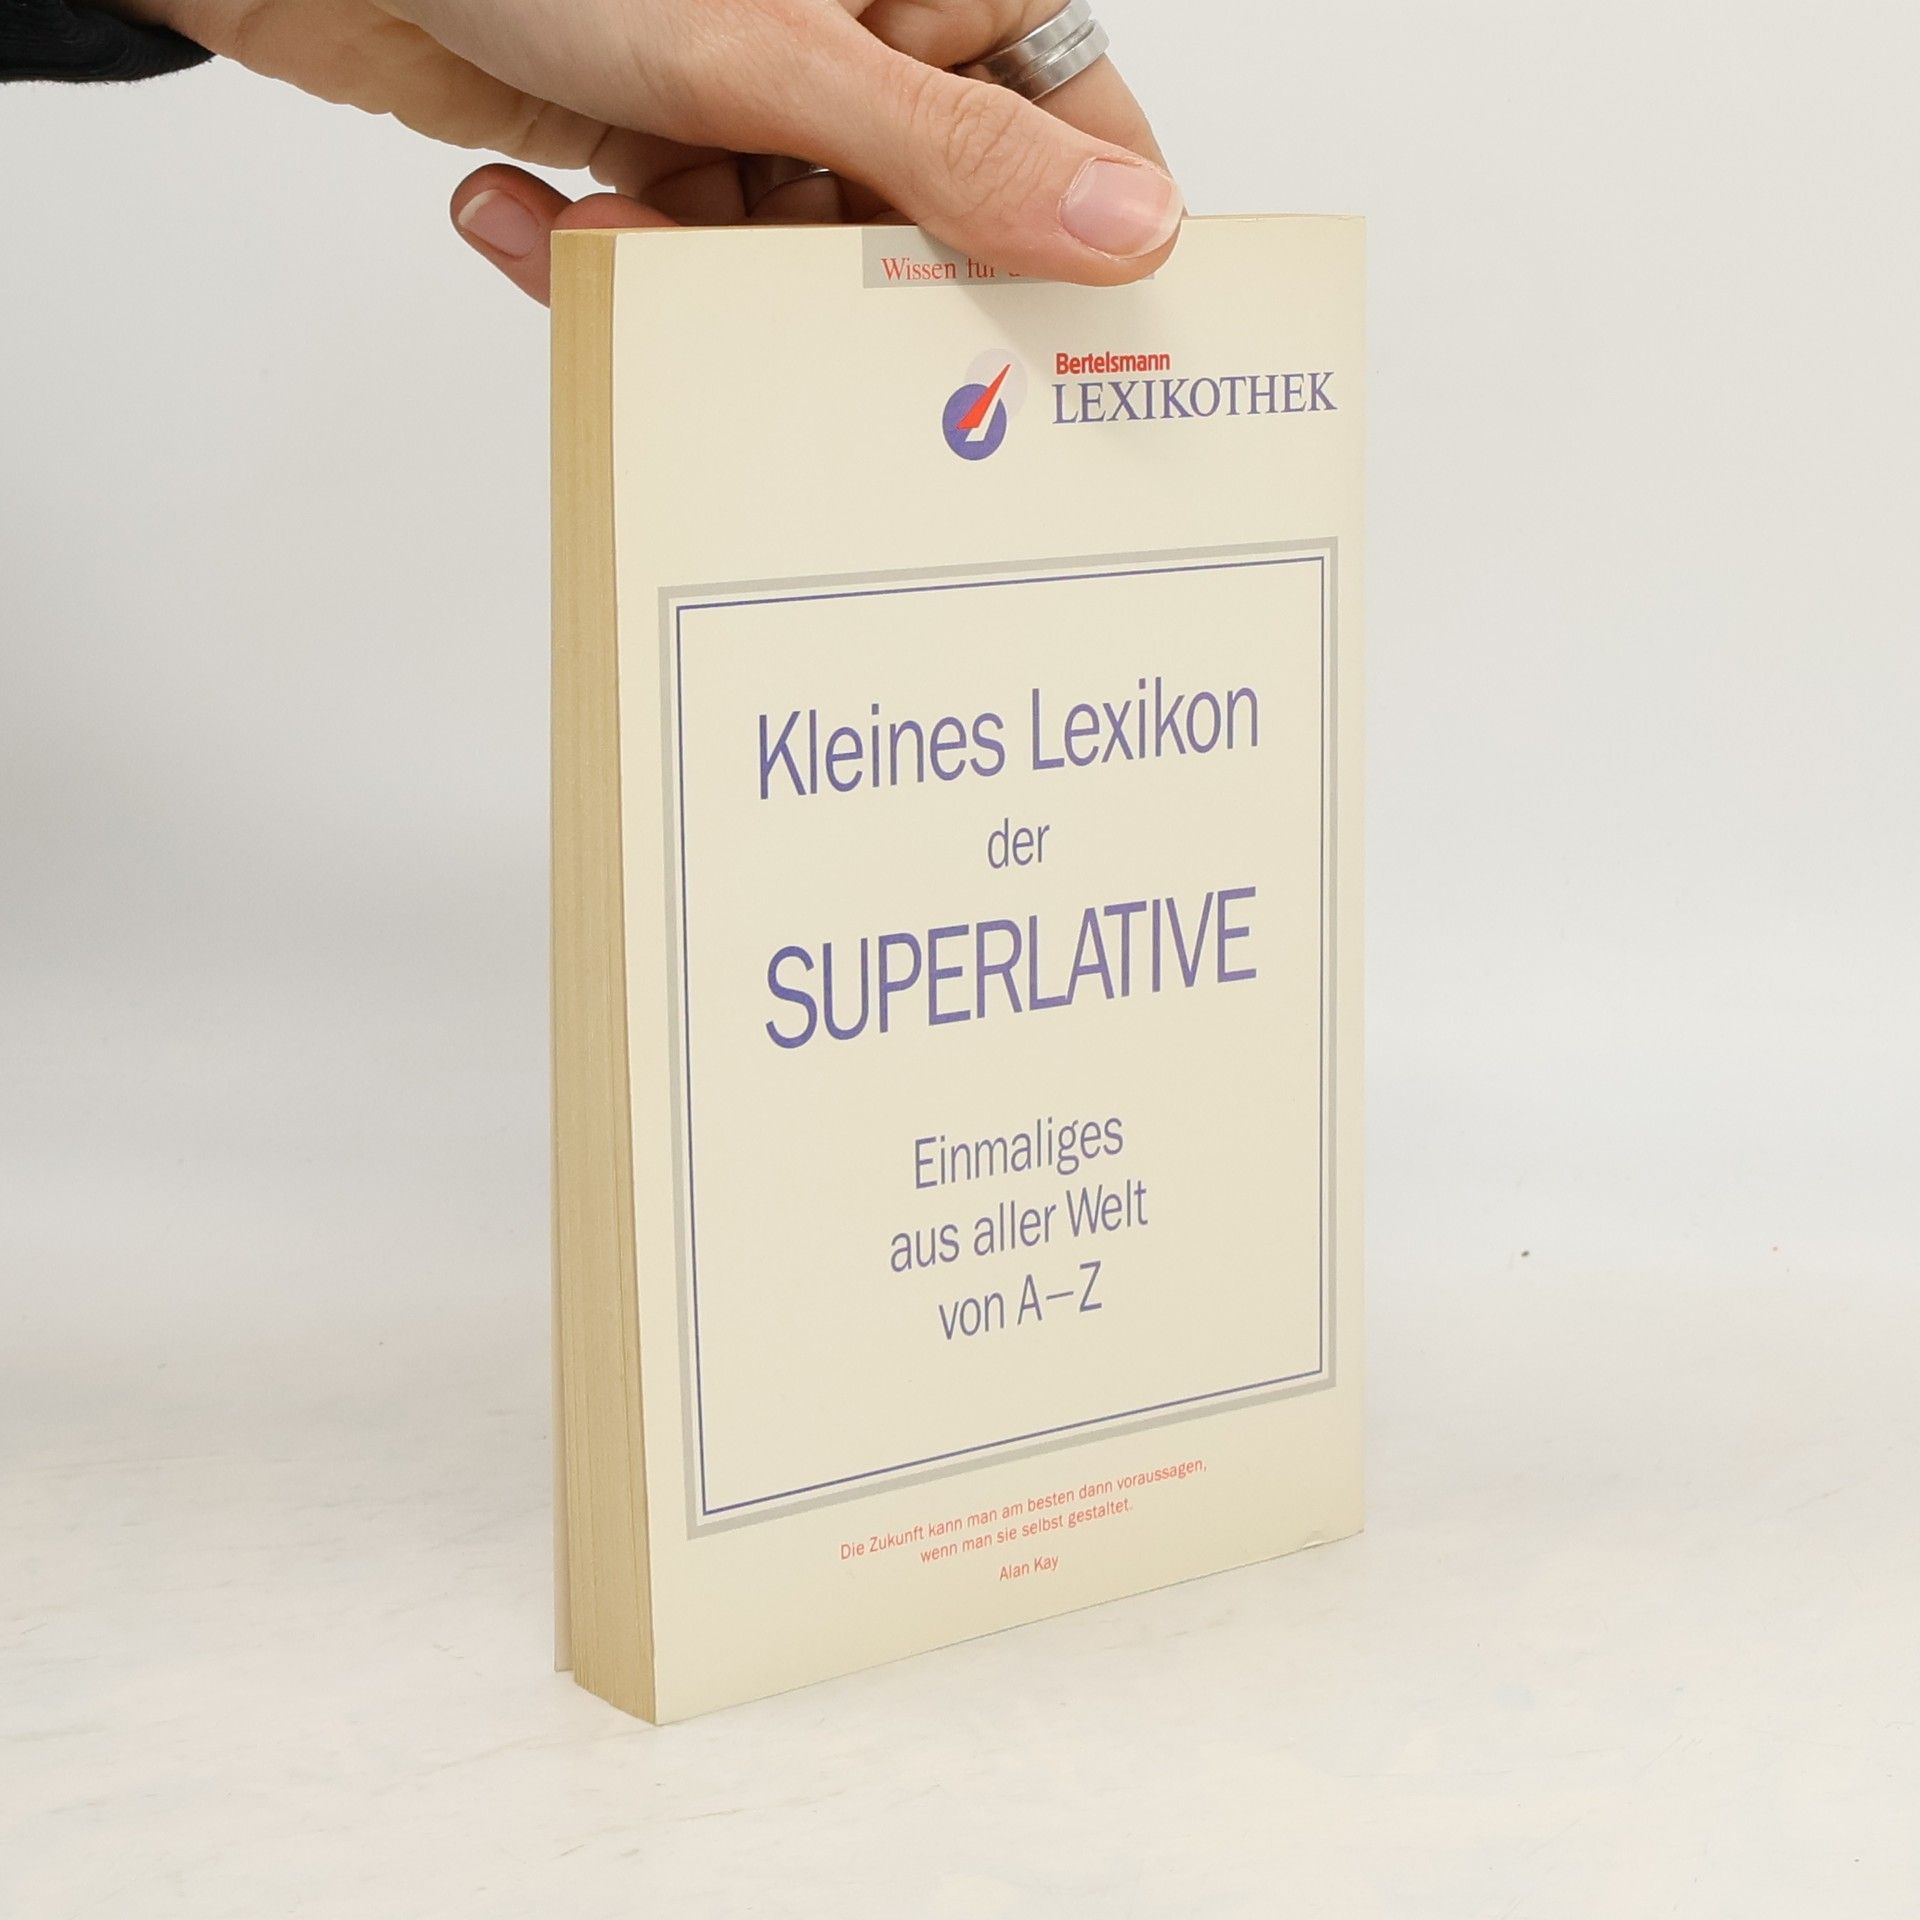 Wissen für
Bertelsmann
LEXIKOTHEK
Kleines Lexikon
der
SUPERLATIVE
Einmaliges
aus aller Welt
von A–Z
Die Zukunft kann man am besten dann voraussagen,
wenn man sie selbst gestaltet.
Alan Kay